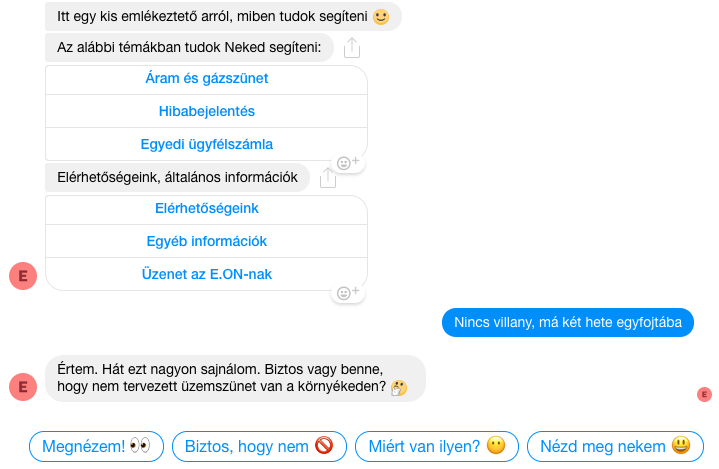 Itt egy kis emlékeztető arról, miben tudok segíteni 🙂
Az alábbi témákban tudok Neked segíteni:
Áram és gázszünet
Hibabejelentés
Egyedi ügyfélszámla
Elérhetőségeink, általános információk
Elérhetőségeink
Egyéb információk
Üzenet az E.ON-nak
E
Nincs villany, má két hete egyfojtába
Értem. Hát ezt nagyon sajnálom. Biztos vagy benne,
hogy nem tervezett üzemszünet van a környékeden? 🤔
E
E
Megnézem! 👀
Biztos, hogy nem 🚫
Miért van ilyen? 😶
Nézd meg nekem 😃